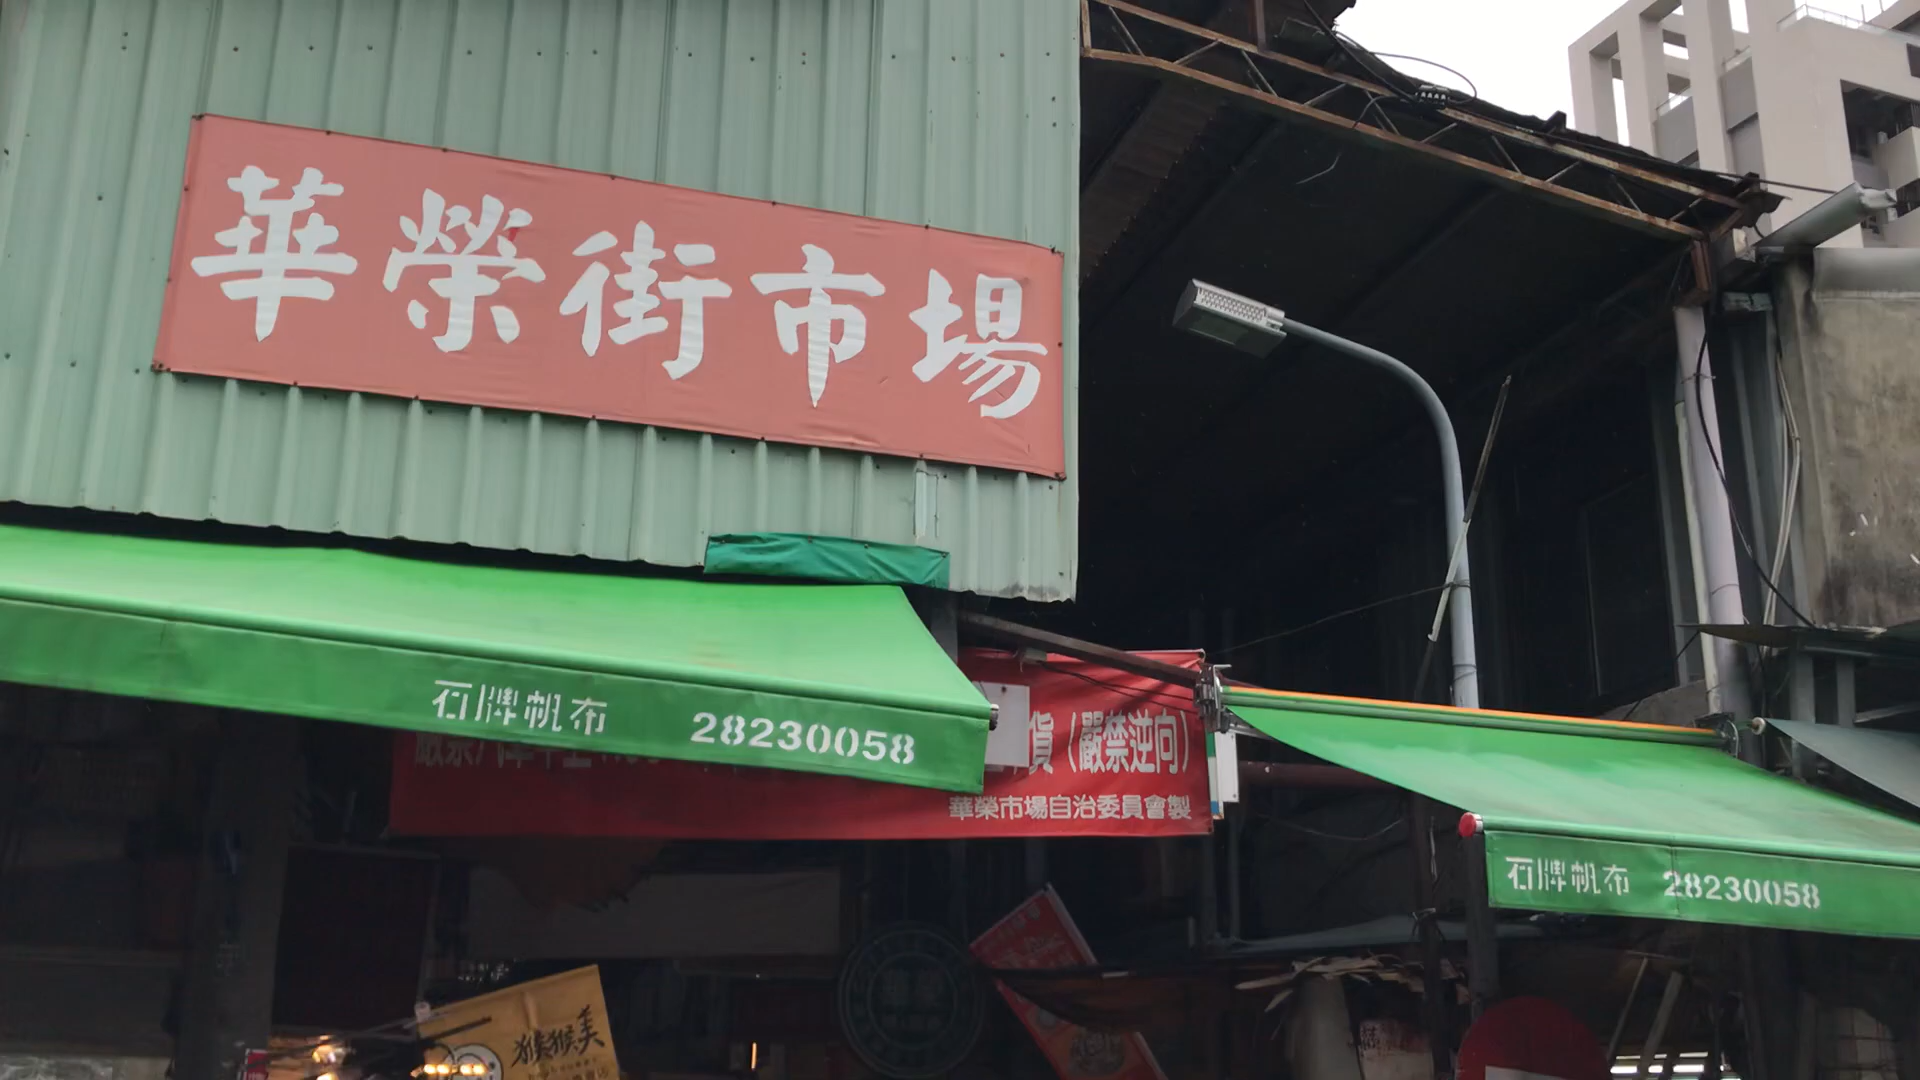 華榮街市場
石牌帆布 28230058
貨（嚴禁逆向）
華榮市場自治委員會製
石牌帆布 28230058
猴猴美